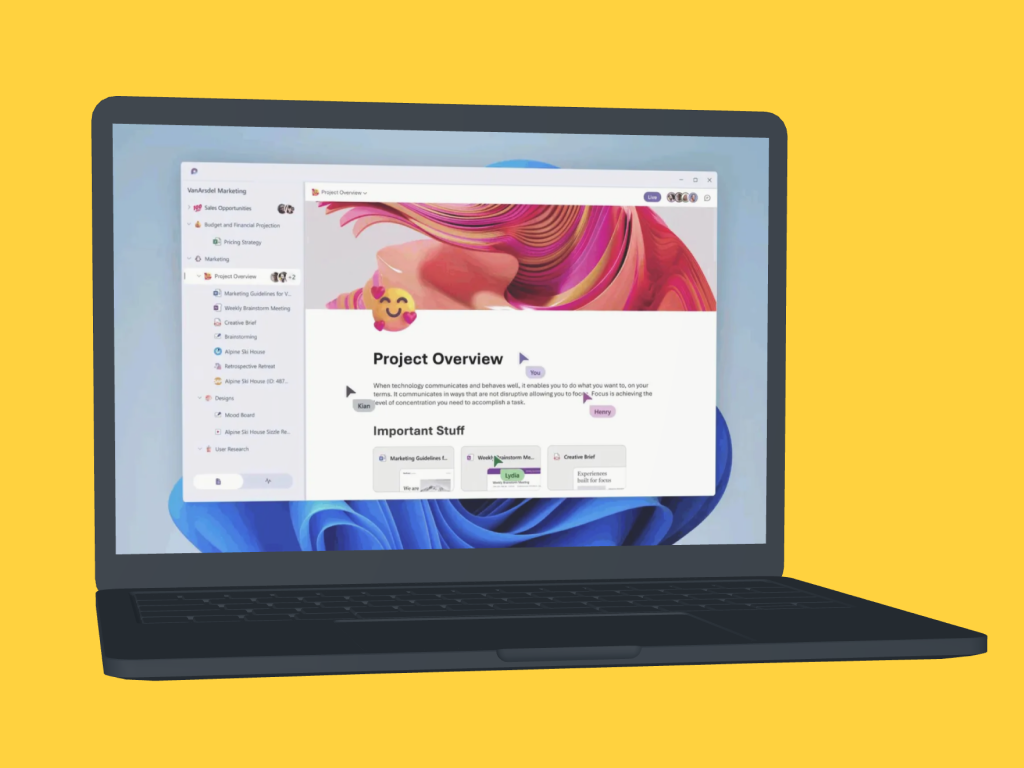 VanArsdel Marketing
Sales Opportunities
Budget and Financial Projection
Pricing Strategy
Marketing
Project Overview
+2
Marketing Guidelines for V...
Weekly Brainstorm Meeting
Creative Brief
Brainstorming
Alpine Ski House
Retrospective Retreat
Alpine Ski House (ID: 487...
Designs
Mood Board
Alpine Ski House Sizzle Re...
User Research
Project Overview
Live
Project Overview
You
When technology communicates and behaves well, it enables you to do what you want to, on your
terms. It communicates in ways that are not disruptive allowing you to focus. Focus is achieving the
level of concentration you need to accomplish a task.
Kian
Henry
Important Stuff
Marketing Guidelines f...
We are
Weekly Brainstorm Me...
Lydia
Weekly Brainstorm Meeting
Creative Brief
Experiences
built for focus